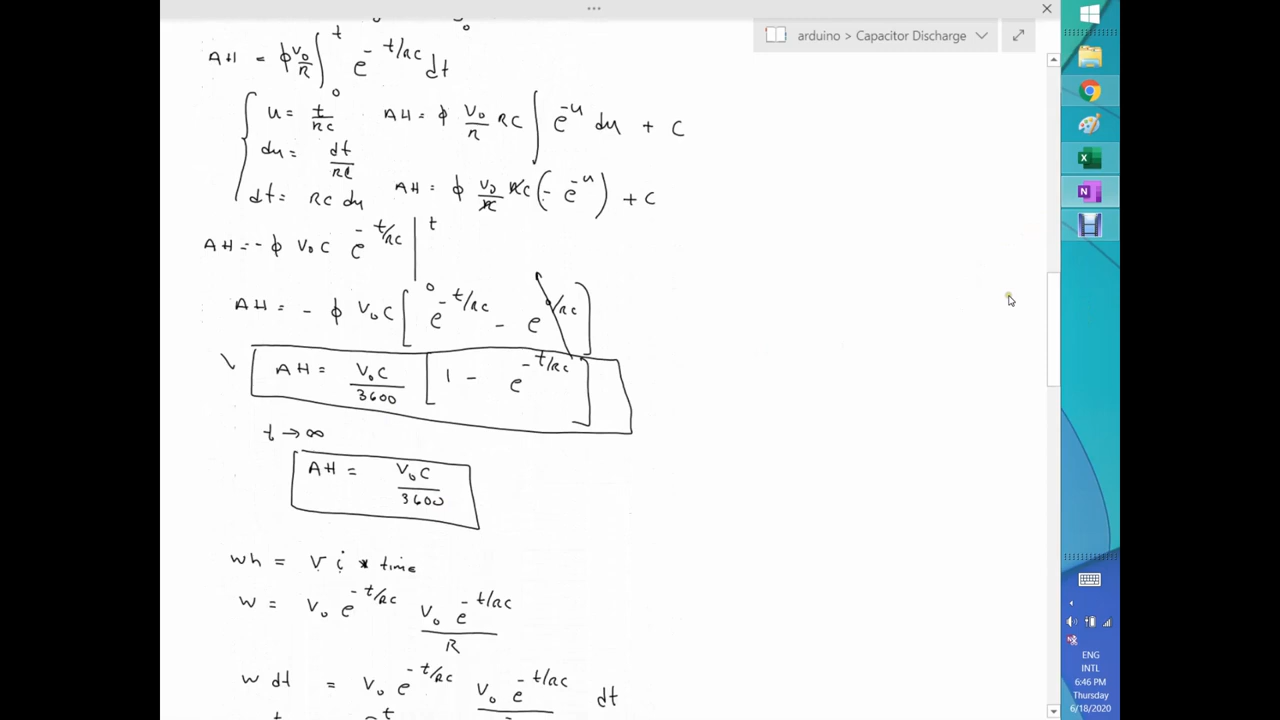 arduino > Capacitor Discharge
AH = ϕ V₀/R ∫₀ᵗ e^(-t/RC) dt
u = t/RC AH = ϕ V₀/R RC ∫ e^(-u) du + C
du = dt/RC
dt = RC du AH = ϕ V₀/R RC (-e^(-u)) + C
AH = -ϕ V₀C e^(-t/RC) |₀ᵗ
AH = -ϕ V₀C [e^(-t/RC) - e^(0/RC)]
AH = V₀C/3600 [1 - e^(-t/RC)]
t → ∞
AH = V₀C/3600
Wh = V i * time
W = V₀ e^(-t/RC) V₀ e^(-t/RC)/R
W dt = V₀ e^(-t/RC) V₀ e^(-t/RC) dt
ENG
INTL
6:46 PM
Thursday
6/18/2020